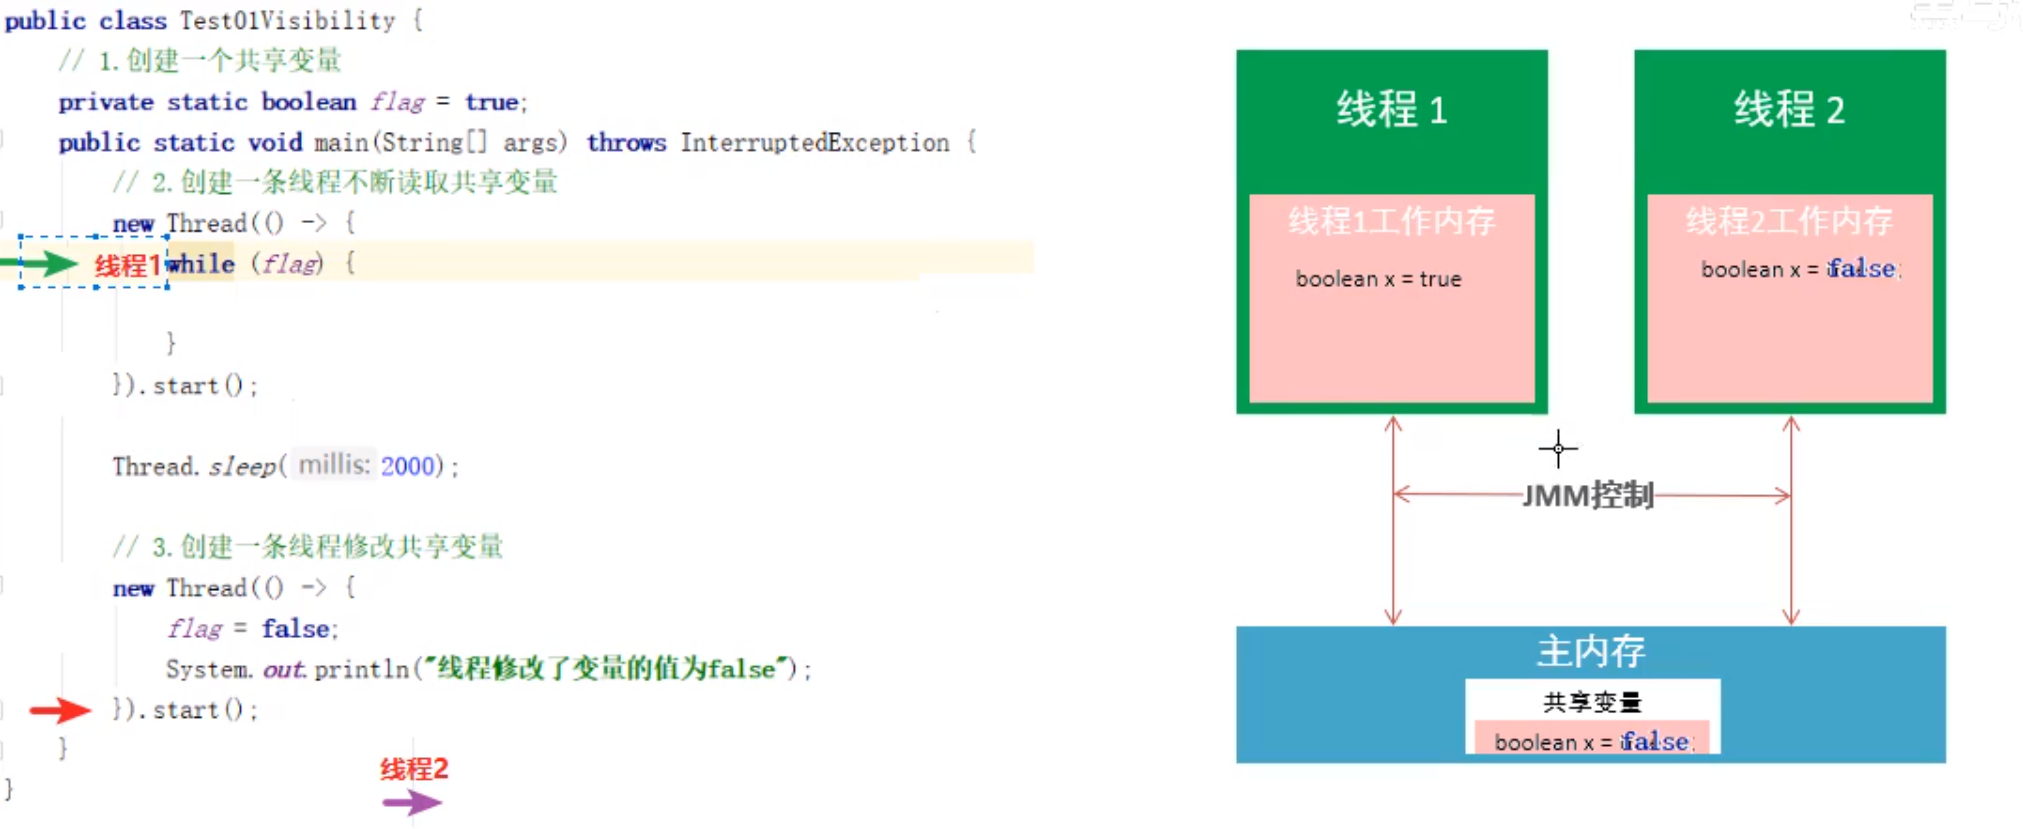 public class Test01Visibility {
// 1.创建一个共享变量
private static boolean flag = true;
public static void main(String[] args) throws InterruptedException {
// 2.创建一条线程不断读取共享变量
new Thread(() -> {
线程1 while (flag) {
}
}).start();
Thread.sleep( millis: 2000);
// 3.创建一条线程修改共享变量
new Thread(() -> {
flag = false;
System.out.println("线程修改了变量的值为false");
}).start();
}
线程2
}
线程 1
线程1工作内存
boolean x = true
线程 2
线程2工作内存
boolean x = false;
JMM控制
主内存
共享变量
boolean x = false;